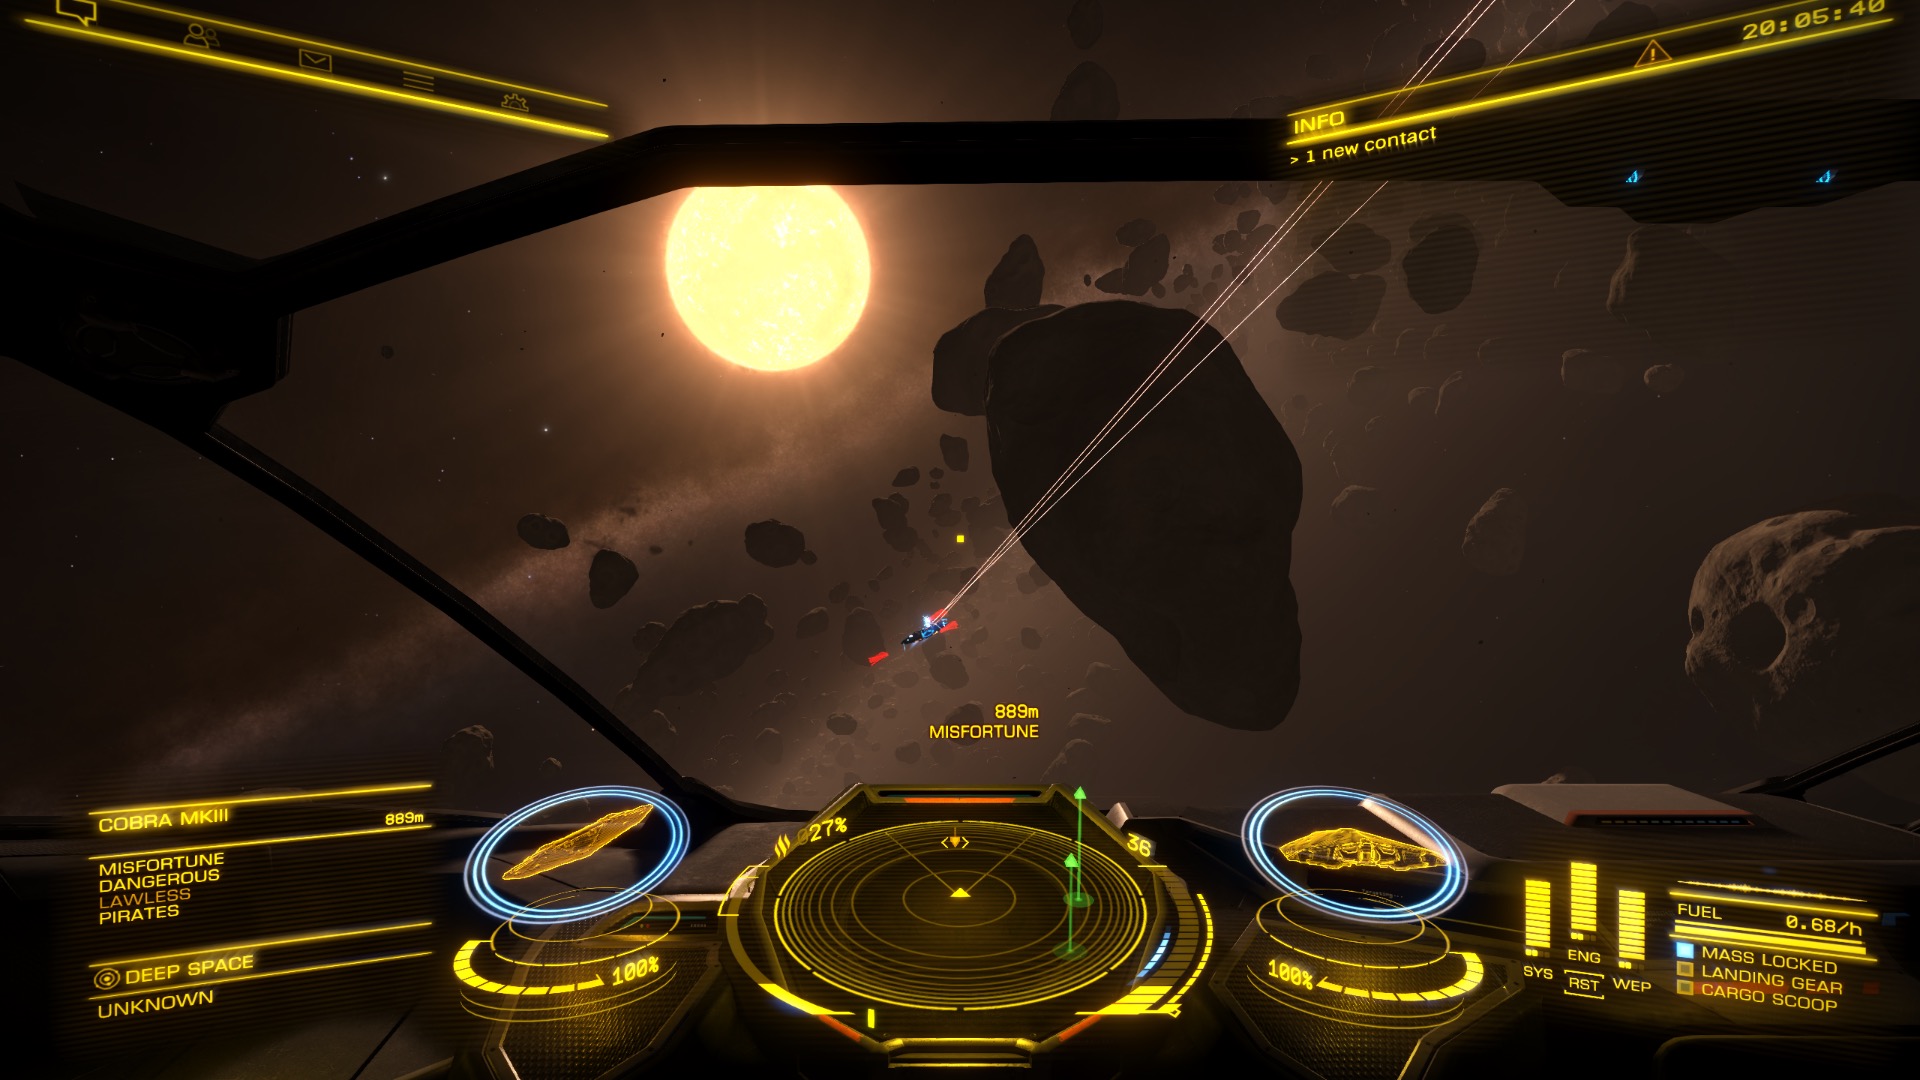 20:05:40
INFO
> 1 new contact
889m
MISFORTUNE
COBRA MKIII
889m
MISFORTUNE
DANGEROUS
LAWLESS
PIRATES
DEEP SPACE
UNKNOWN
100%
27%
36
100%
SYS
ENG
RST
WEP
FUEL
0.68/h
MASS LOCKED
LANDING GEAR
CARGO SCOOP